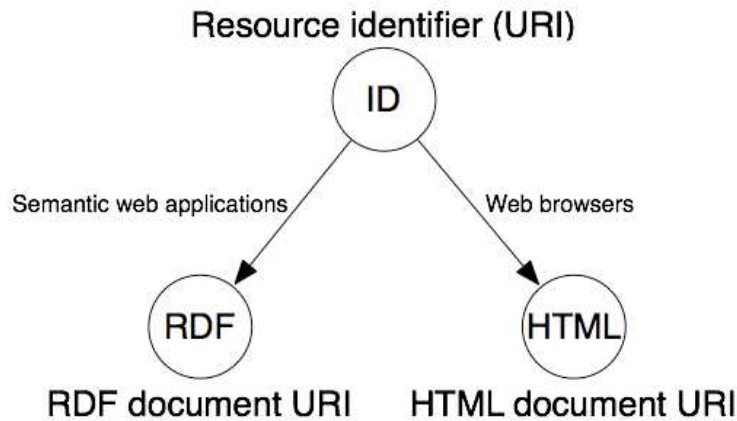 Resource identifier (URI)
ID
Semantic web applications
Web browsers
RDF
HTML
RDF document URI
HTML document URI